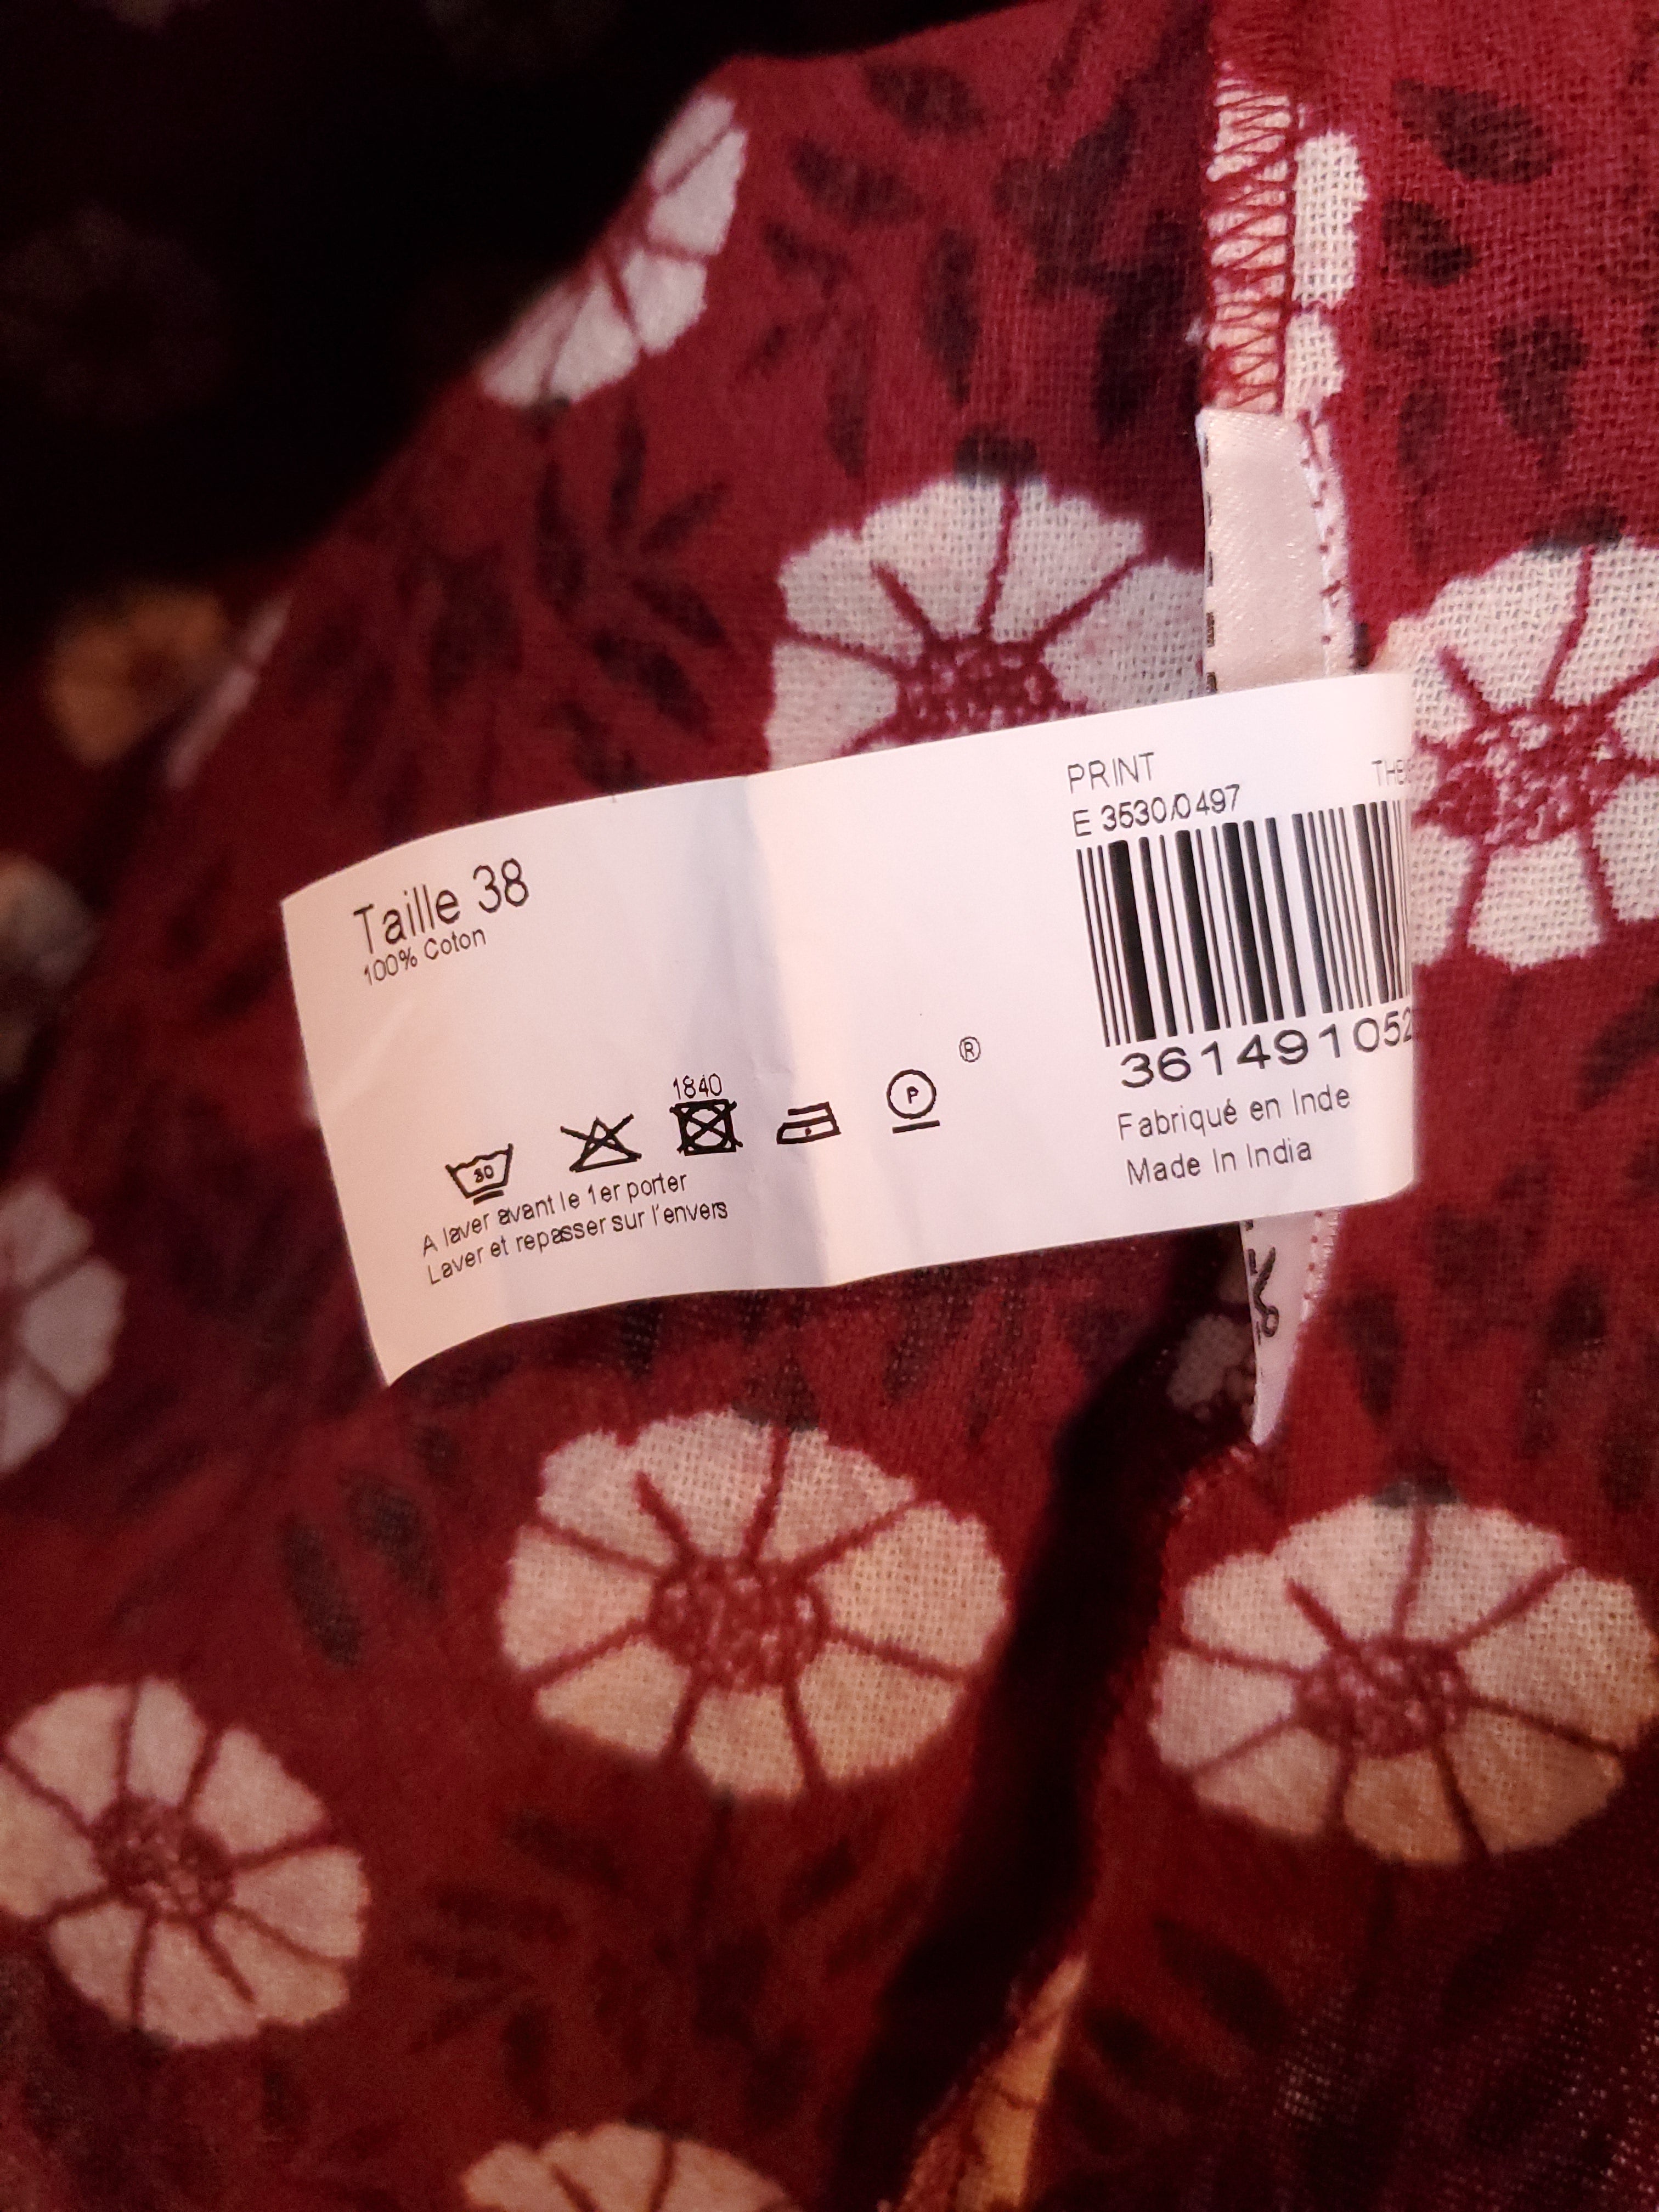 Taille 38
100% Coton
1840
30
P
®
A laver avant le 1er porter
Laver et repasser sur l'envers
PRINT
E 3530/0497
361491052
Fabriqué en Inde
Made In India